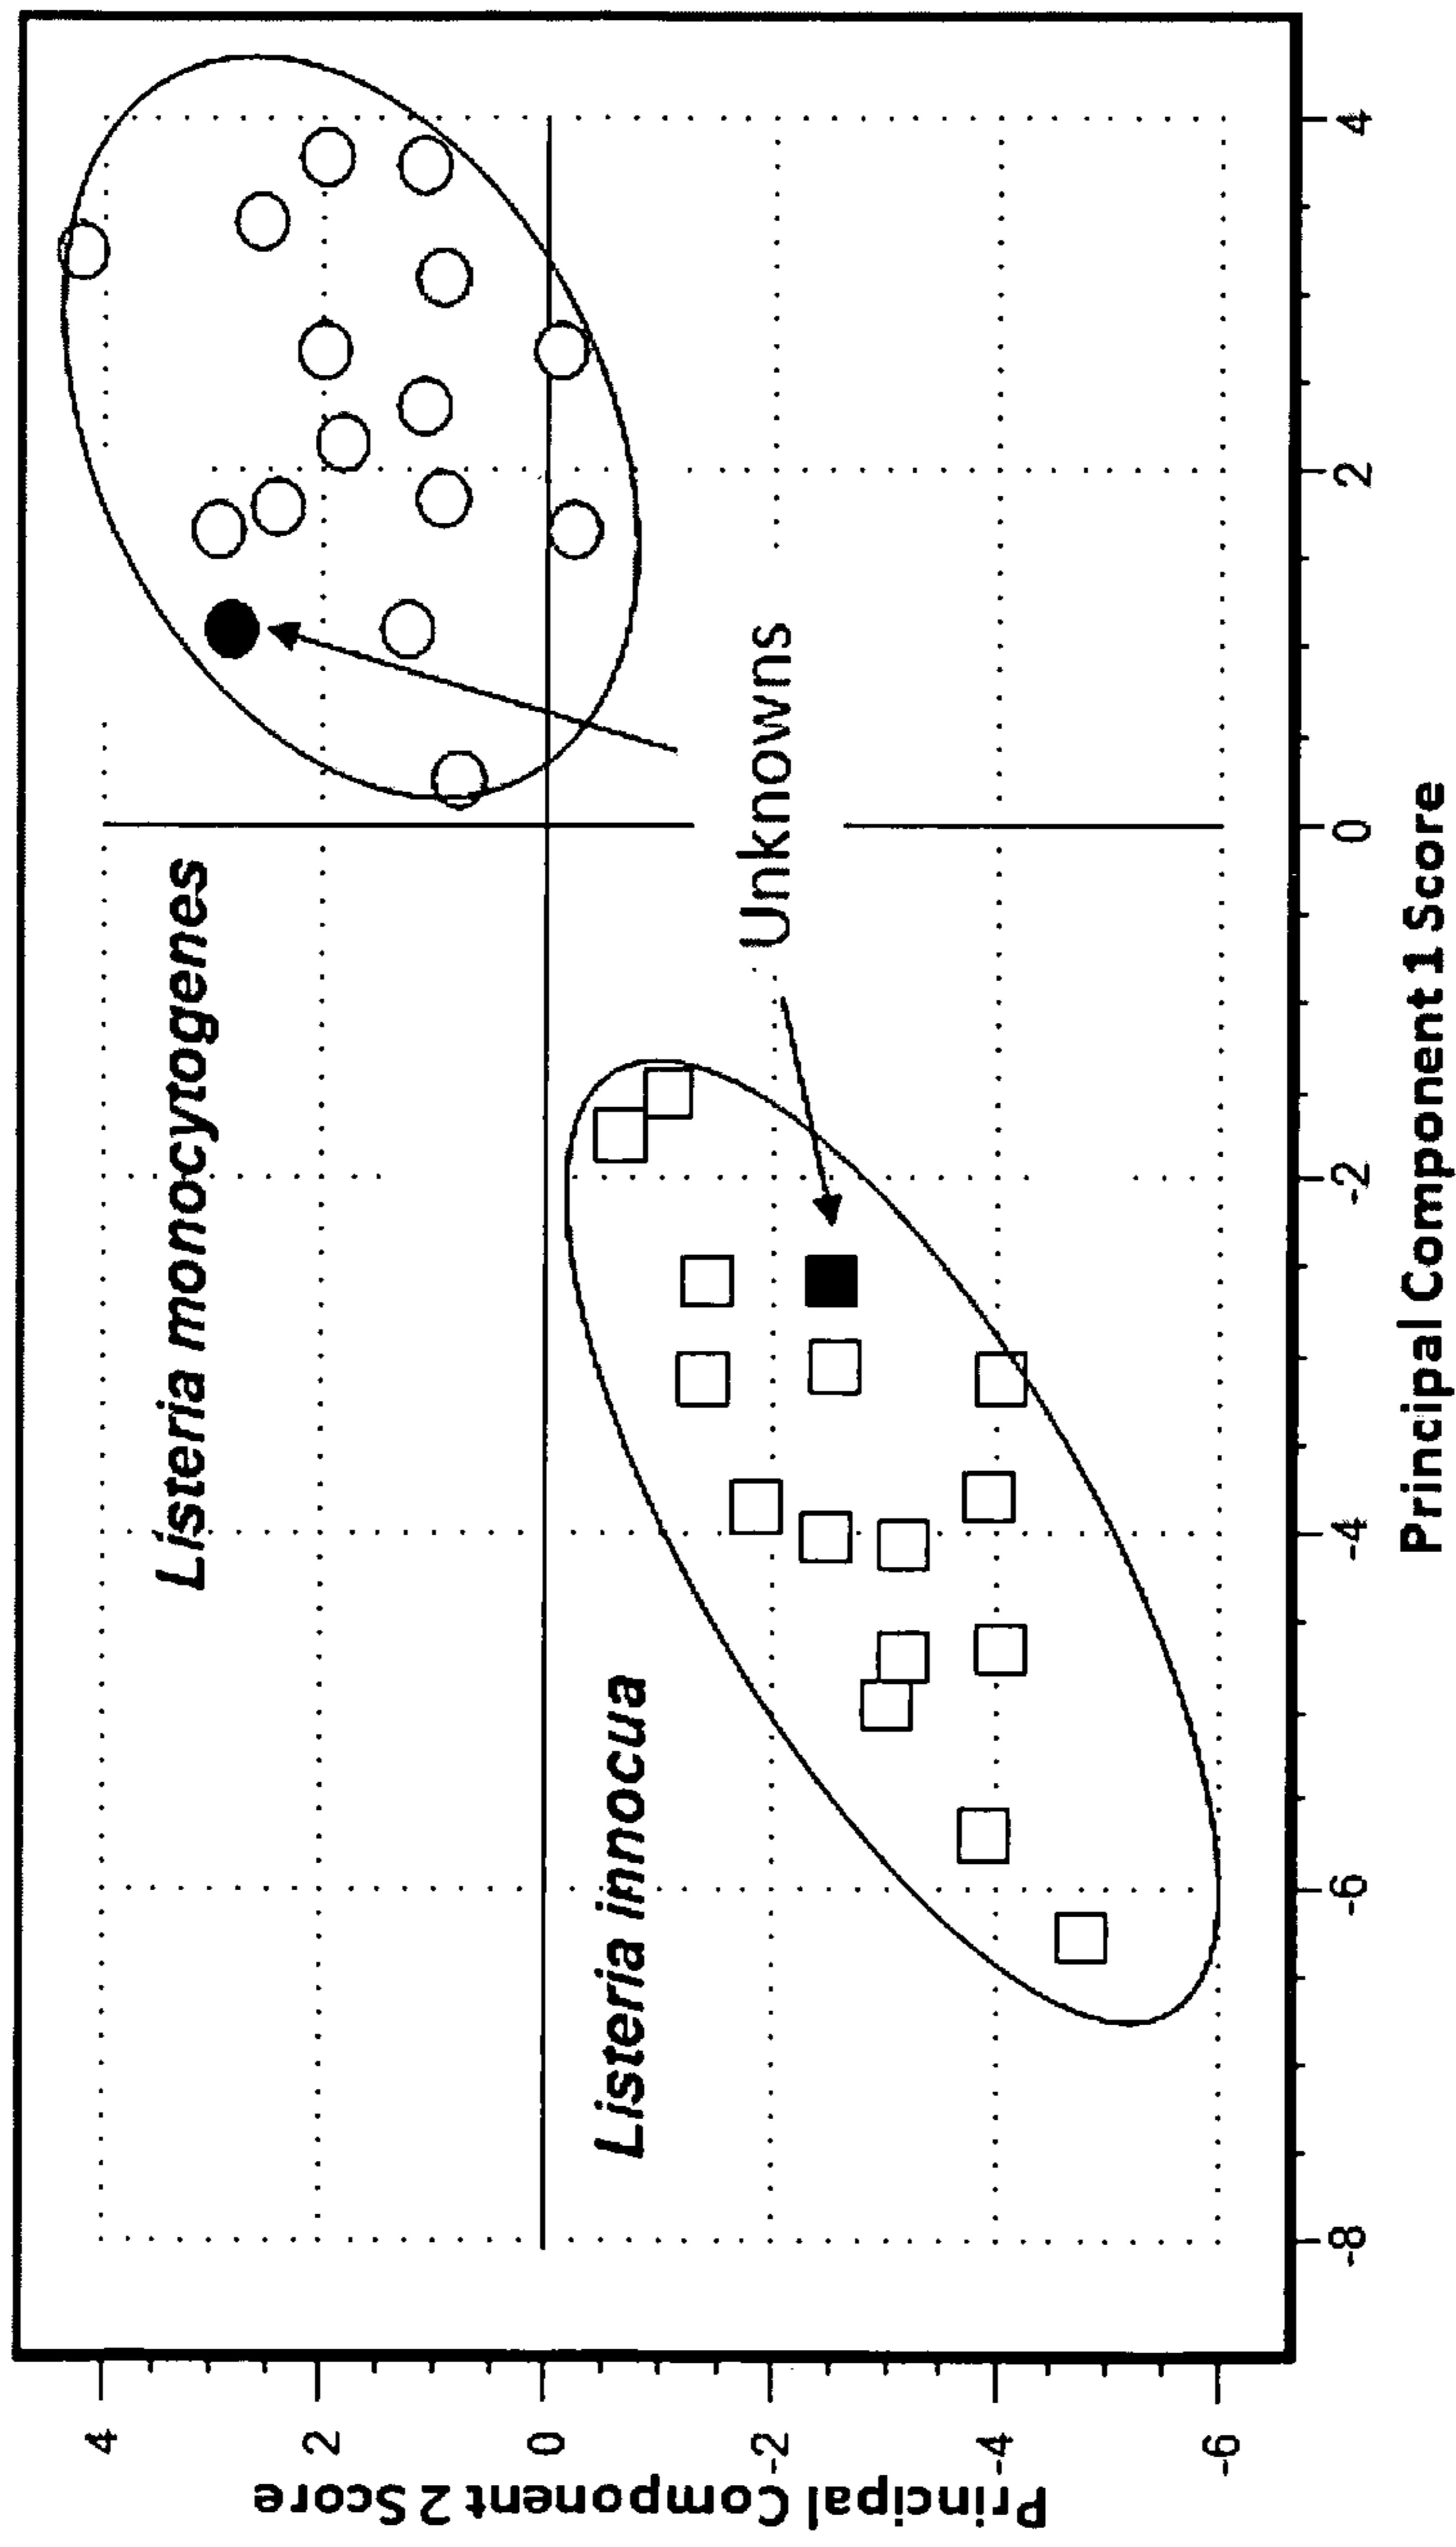 Listeria monocytogenes
Listeria innocua
Unknowns
Principal Component 2 Score
4
2
0
-2
-4
-6
-8
-6
-4
-2
0
2
4
Principal Component 1 Score